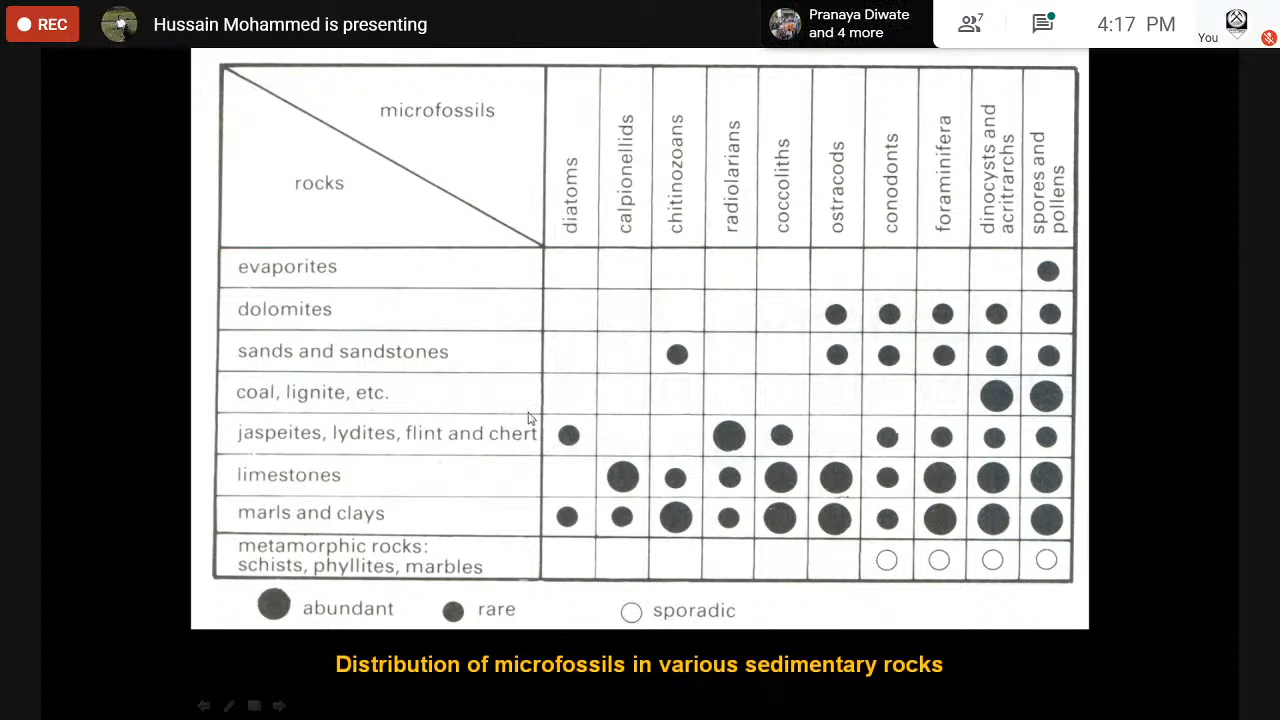 REC
Hussain Mohammed is presenting
Pranaya Diwate
and 4 more
7
4:17 PM
You
microfossils
rocks
diatoms
calpionellids
chitinozoans
radiolarians
coccoliths
ostracods
conodonts
foraminifera
dinocysts and
acritrarchs
spores and
pollens
evaporites
dolomites
sands and sandstones
coal, lignite, etc.
jaspeites, lydites, flint and chert
limestones
marls and clays
metamorphic rocks:
schists, phyllites, marbles
abundant
rare
sporadic
Distribution of microfossils in various sedimentary rocks